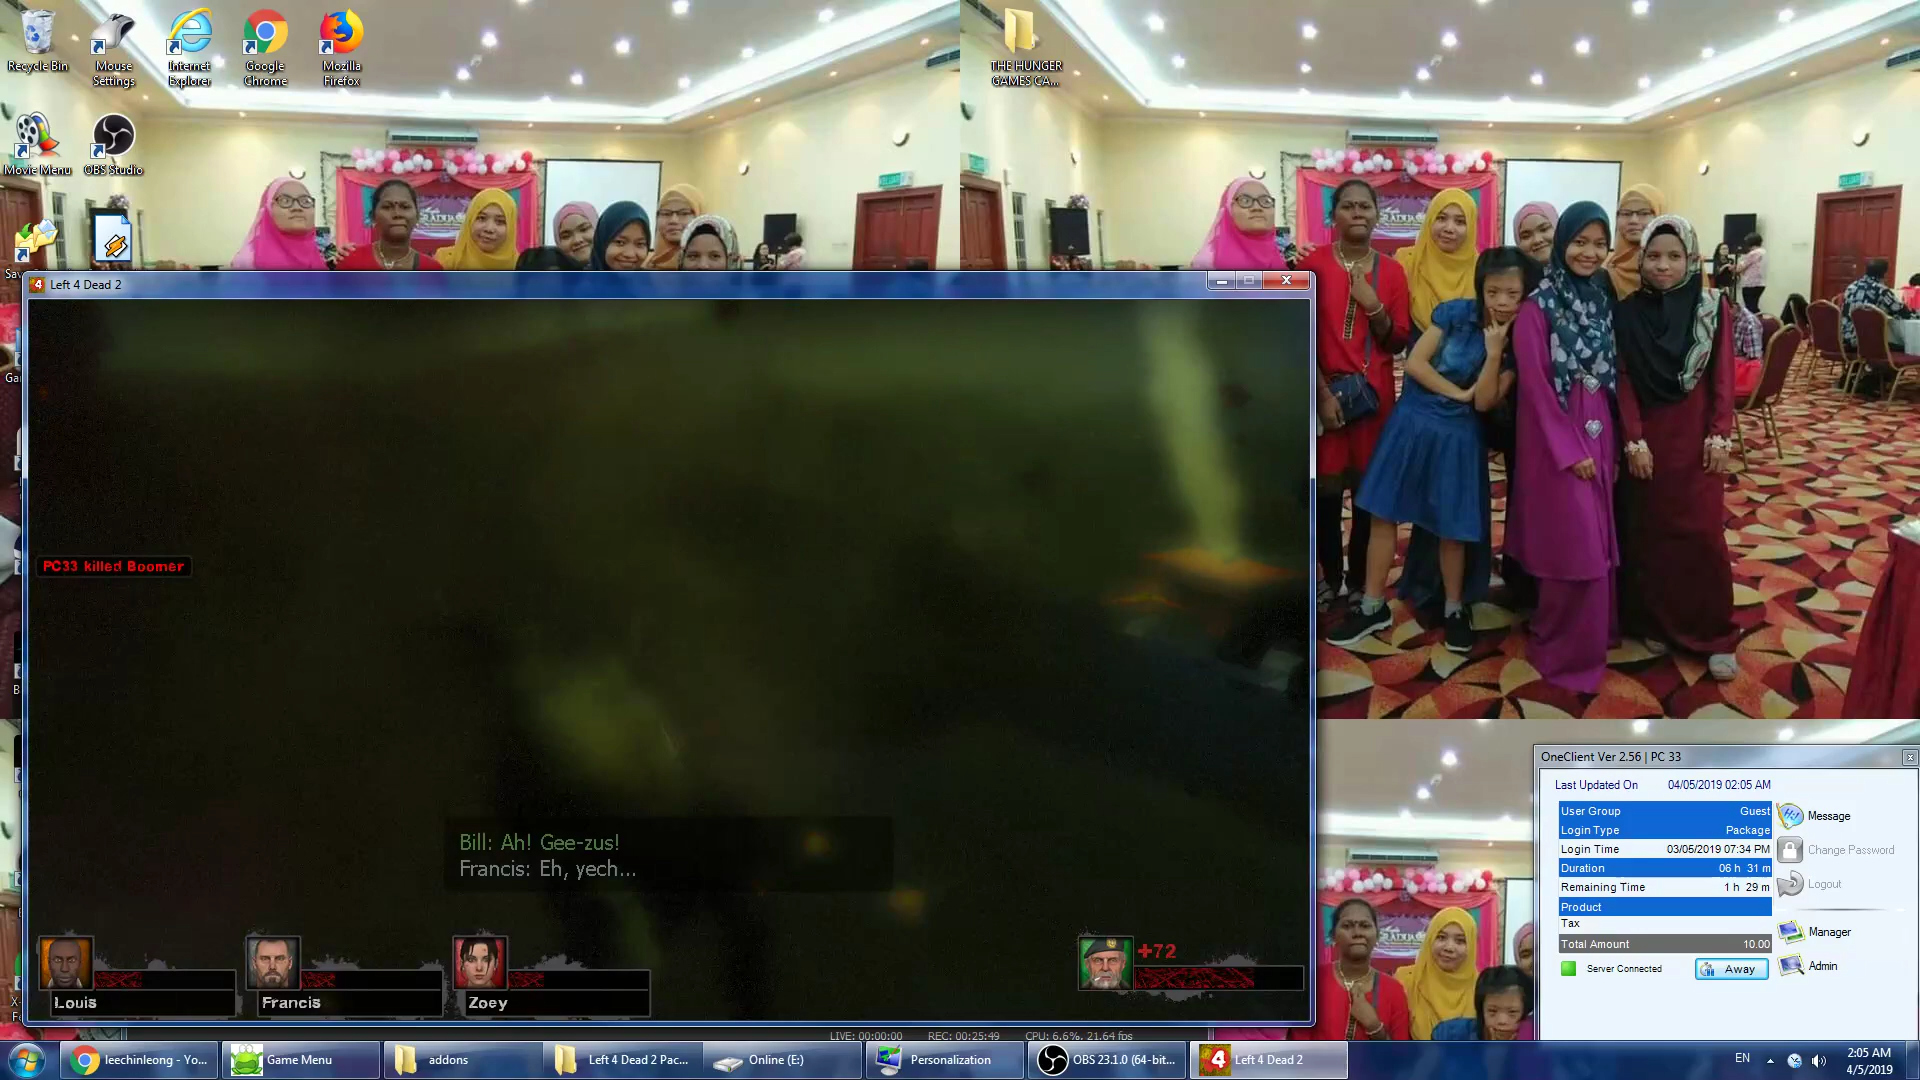 Recycle Bin
Mouse Settings
Internet Explorer
Google Chrome
Mozilla Firefox
THE HUNGER GAMES CA...
Movie Menu
OBS Studio
KELUAR
KELUAR
Left 4 Dead 2
PC33 killed Boomer
Bill: Ah! Gee-zus!
Francis: Eh, yech...
+72
Louis
Francis
Zoey
OneClient Ver 2.56 | PC 33
Last Updated On 04/05/2019 02:05 AM
User Group Guest
Login Type Package
Login Time 03/05/2019 07:34 PM
Duration 06 h 31 m
Remaining Time 1 h 29 m
Product
Tax
Total Amount 10.00
Server Connected
Away
Message
Change Password
Logout
Manager
Admin
LIVE: 00:00:00 REC: 00:25:49 CPU: 6.6%, 21.64 fps
leechinleong - Yo...
Game Menu
addons
Left 4 Dead 2 Pac...
Online (E:)
Personalization
OBS 23.1.0 (64-bit...
Left 4 Dead 2
EN
2:05 AM
4/5/2019